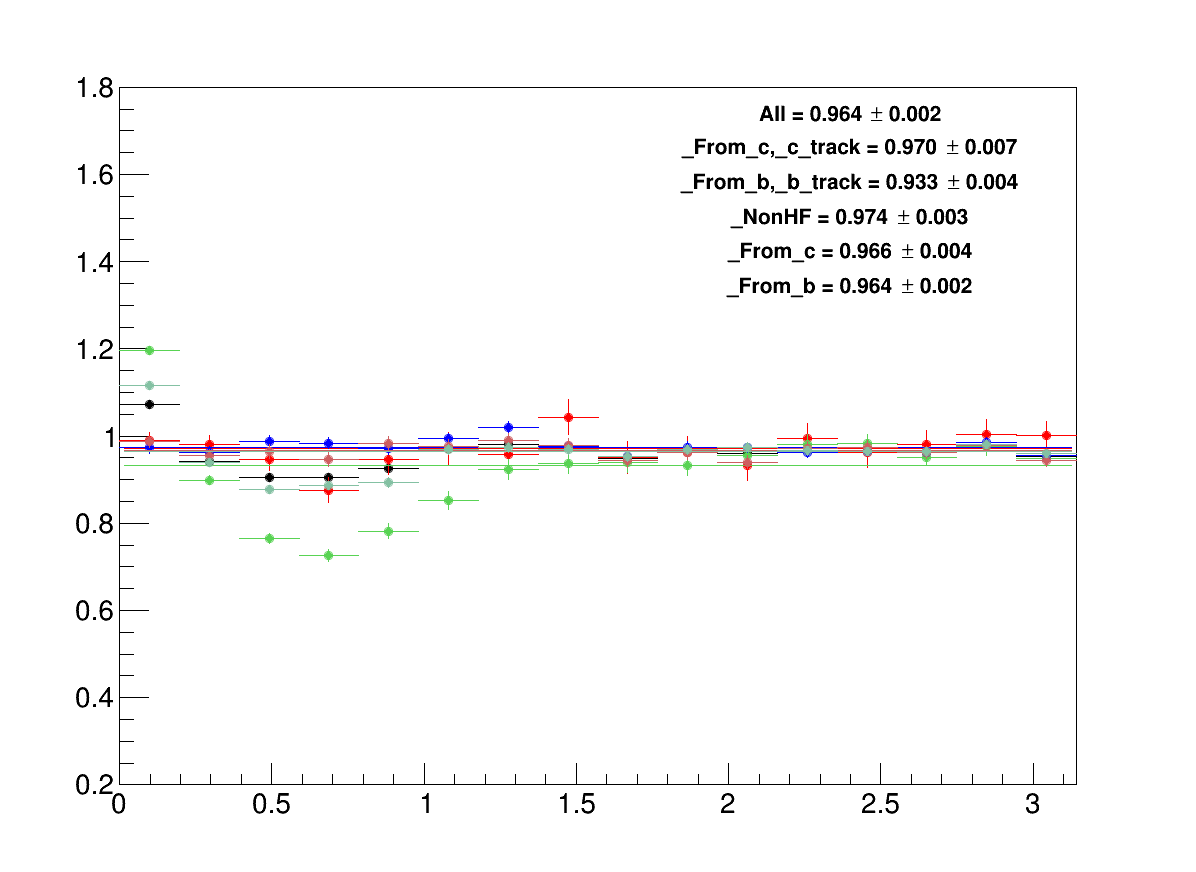 1.8
All = 0.964 ± 0.002
_From_c,_c_track = 0.970 ± 0.007
1.6
_From_b,_b_track = 0.933 ± 0.004
_NonHF = 0.974 ± 0.003
_From_c = 0.966 ± 0.004
1.4
_From_b = 0.964 ± 0.002
1.2
1
0.8
0.6
0.4
0.2
0 0.5 1 1.5 2 2.5 3